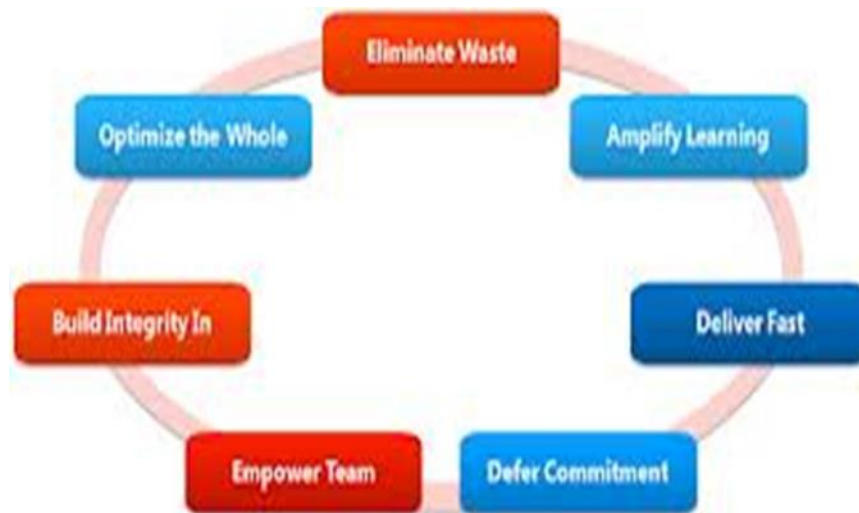 Eliminate Waste
Amplify Learning
Deliver Fast
Defer Commitment
Empower Team
Build Integrity In
Optimize the Whole